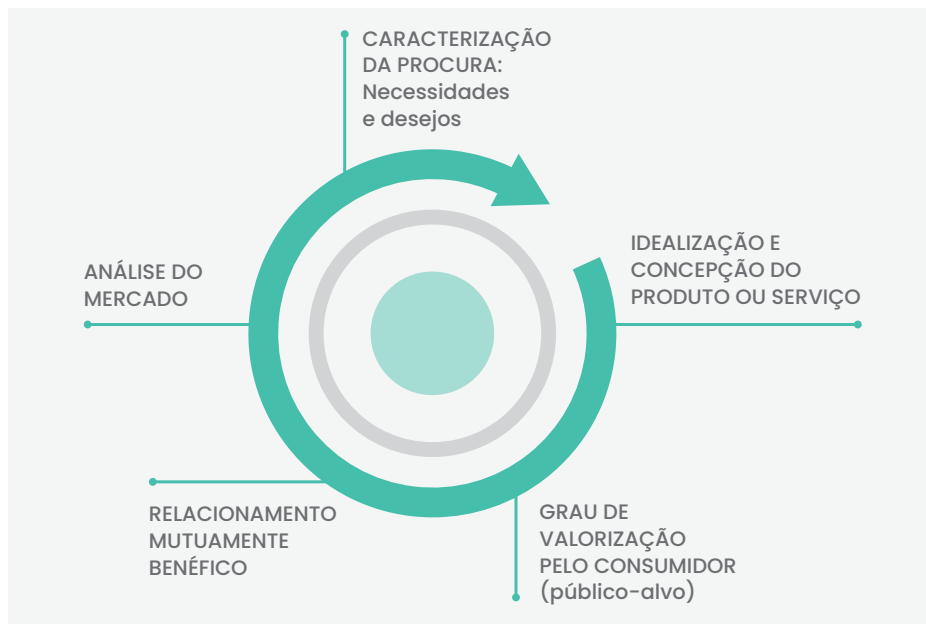 CARACTERIZAÇÃO
DA PROCURA:
Necessidades
e desejos
IDEALIZAÇÃO E
CONCEPÇÃO DO
PRODUTO OU SERVIÇO
ANÁLISE DO
MERCADO
RELACIONAMENTO
MUTUAMENTE
BENÉFICO
GRAU DE
VALORIZAÇÃO
PELO CONSUMIDOR
(público-alvo)